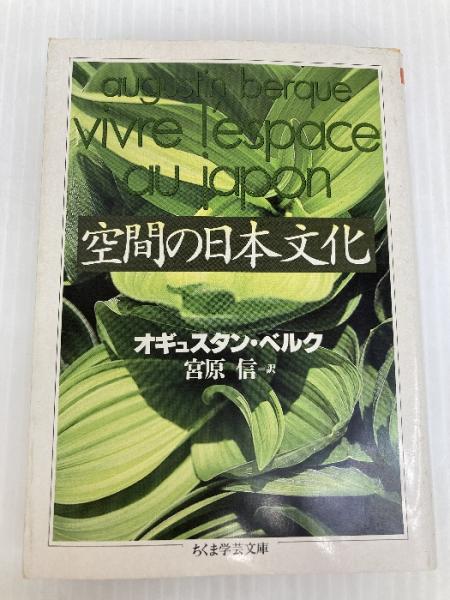 augustin berque
vivre l'espace
du japon
空間の日本文化
オギュスタン・ベルク
宮原 信 訳
ちくま学芸文庫